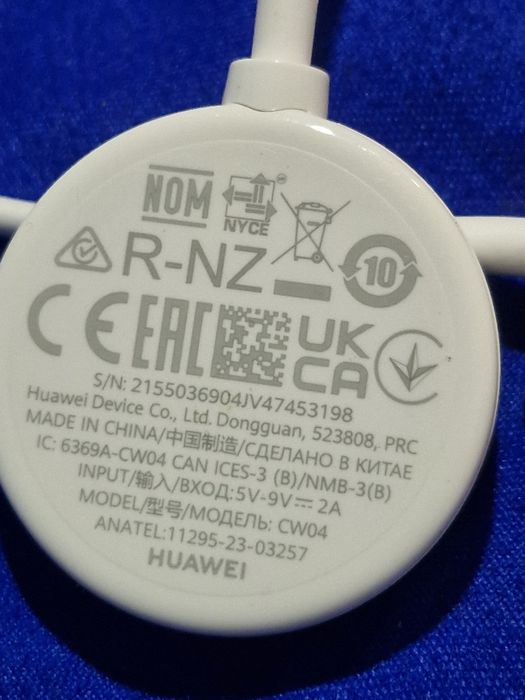 NOM
NYCE
R-NZ
10
CE EAC UK CA
S/N: 2155036904JV47453198
Huawei Device Co., Ltd. Dongguan, 523808, PRC
MADE IN CHINA/中国制造/СДЕЛАНО В КИТАЕ
IC: 6369A-CW04 CAN ICES-3 (B)/NMB-3(B)
INPUT/输入/ВХОД:5V-9V⎓2A
MODEL/型号/МОДЕЛЬ: CW04
ANATEL:11295-23-03257
HUAWEI